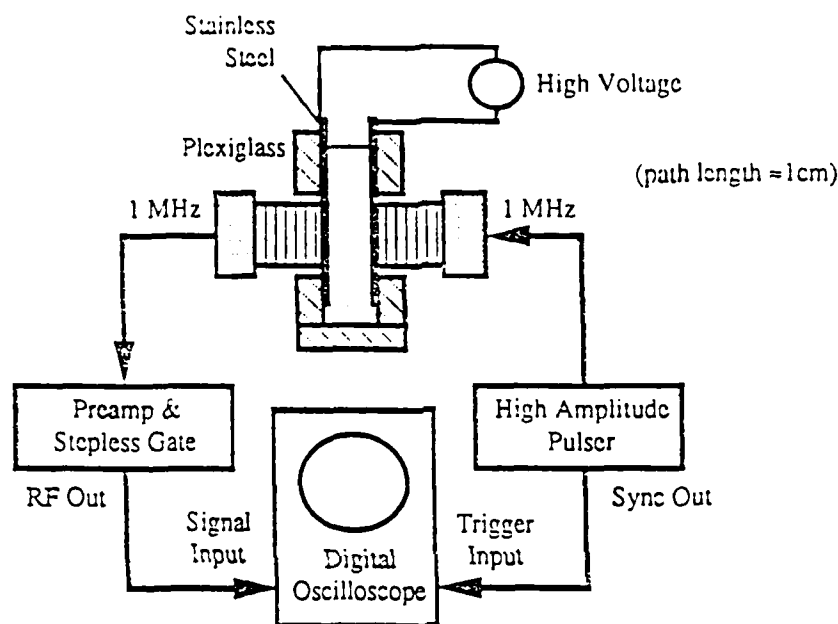 Stainless
Steel
High Voltage
Plexiglass
(path length ≈1cm)
1 MHz
1 MHz
Preamp &
Stepless Gate
High Amplitude
Pulser
RF Out
Sync Out
Signal
Input
Trigger
Input
Digital
Oscilloscope